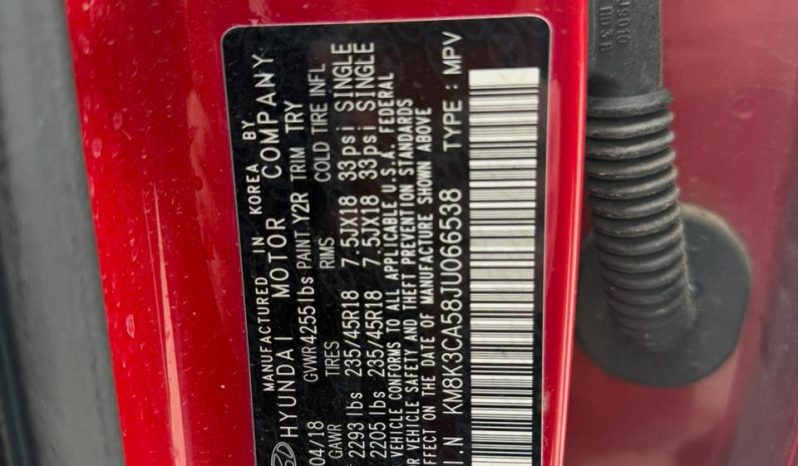 MANUFACTURED IN KOREA BY
HYUNDAI MOTOR COMPANY
04/18 GVWR 4255 lbs PAINT Y2R TRIM TRY
GAWR TIRES RIMS COLD TIRE INFL
2293 lbs 235/45R18 7.5JX18 33psi SINGLE
2205 lbs 235/45R18 7.5JX18 33psi SINGLE
VEHICLE CONFORMS TO ALL APPLICABLE U.S.A. FEDERAL
VEHICLE SAFETY AND THEFT PREVENTION STANDARDS
EFFECT ON THE DATE OF MANUFACTURE SHOWN ABOVE
I.N KM8K3CA58JU066538 TYPE: MPV